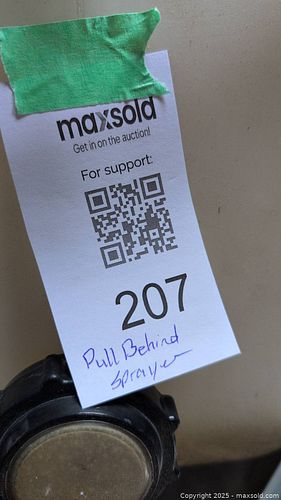 maxsold
Get in on the auction!
For support:
207
Pull Behind
Sprayer
Copyright 2025 - maxsold.com